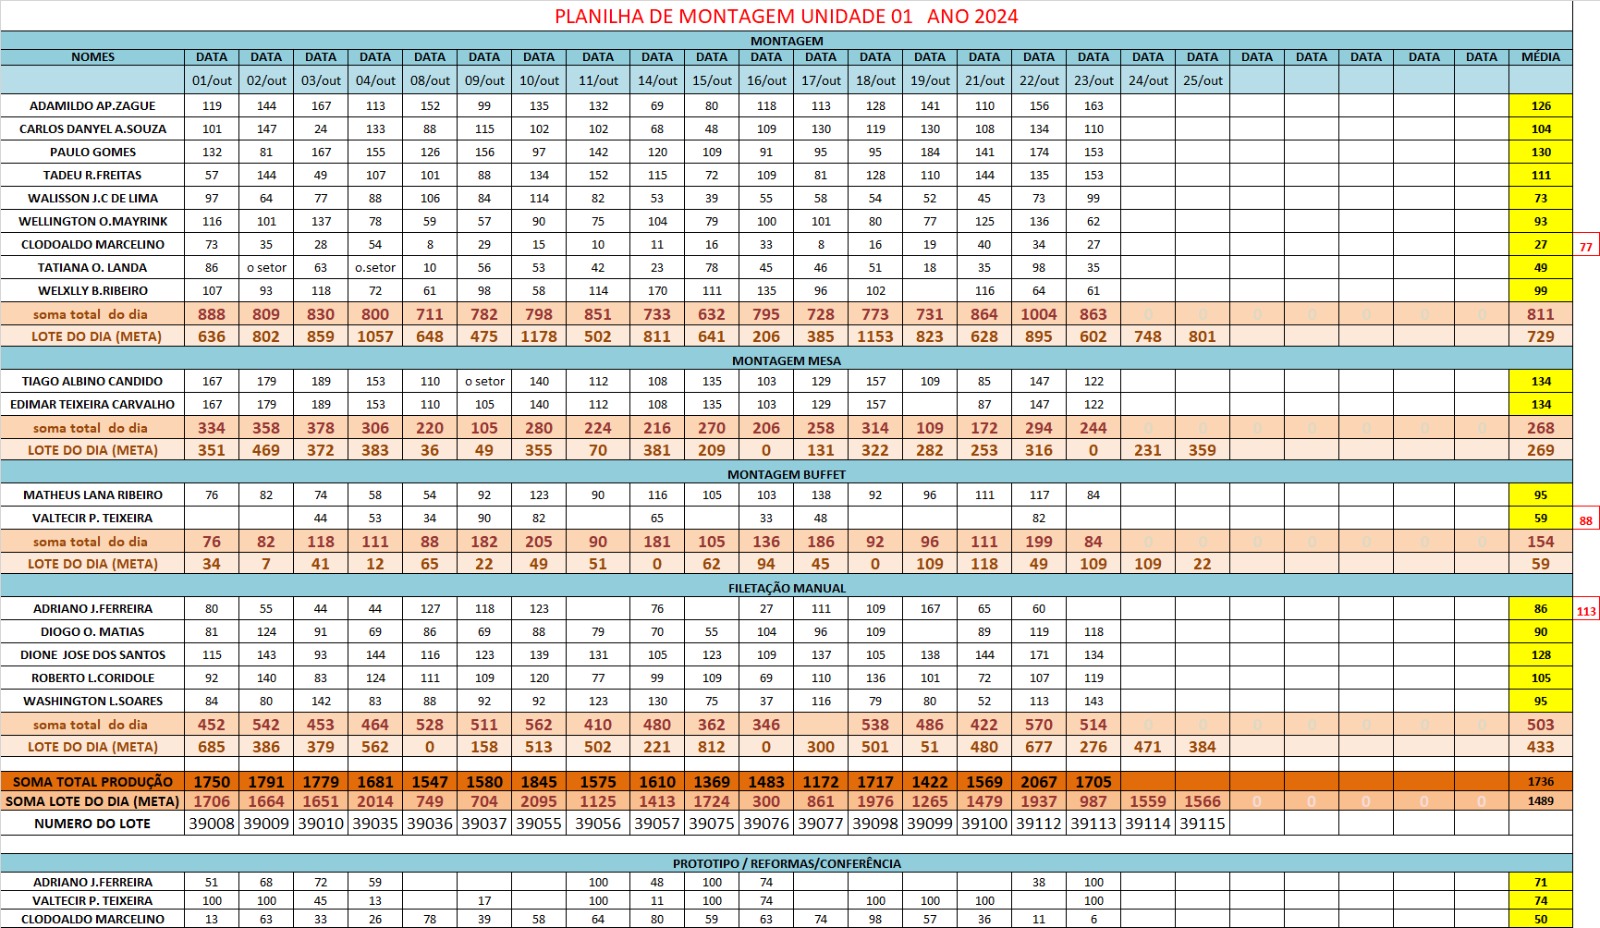 PLANILHA DE MONTAGEM UNIDADE 01 ANO 2024
MONTAGEM
NOMES DATA DATA DATA DATA DATA DATA DATA DATA DATA DATA DATA DATA DATA DATA DATA DATA DATA DATA DATA DATA DATA DATA DATA DATA MÉDIA
01/out 02/out 03/out 04/out 08/out 09/out 10/out 11/out 14/out 15/out 16/out 17/out 18/out 19/out 21/out 22/out 23/out 24/out 25/out
ADAMILDO AP.ZAGUE 119 144 167 113 152 99 135 132 69 80 118 113 128 141 110 156 163 126
CARLOS DANYEL A.SOUZA 101 147 24 133 88 115 102 102 68 48 109 130 119 130 108 134 110 104
PAULO GOMES 132 81 167 155 126 156 97 142 120 109 91 95 95 184 141 174 153 130
TADEU R.FREITAS 57 144 49 107 101 88 134 152 115 72 109 81 128 110 144 135 153 111
WALISSON J.C DE LIMA 97 64 77 88 106 84 114 82 53 39 55 58 54 52 45 73 99 73
WELLINGTON O.MAYRINK 116 101 137 78 59 57 90 75 104 79 100 101 80 77 125 136 62 93
CLODOALDO MARCELINO 73 35 28 54 8 29 15 10 11 16 33 8 16 19 40 34 27 27 77
TATIANA O. LANDA 86 o setor 63 o.setor 10 56 53 42 23 78 45 46 51 18 35 98 35 49
WELXLLY B.RIBEIRO 107 93 118 72 61 98 58 114 170 111 135 96 102 116 64 61 99
soma total do dia 888 809 830 800 711 782 798 851 733 632 795 728 773 731 864 1004 863 0 0 0 0 0 0 0 811
LOTE DO DIA (META) 636 802 859 1057 648 475 1178 502 811 641 206 385 1153 823 628 895 602 748 801 729
MONTAGEM MESA
TIAGO ALBINO CANDIDO 167 179 189 153 110 o setor 140 112 108 135 103 129 157 109 85 147 122 134
EDIMAR TEIXEIRA CARVALHO 167 179 189 153 110 105 140 112 108 135 103 129 157 87 147 122 134
soma total do dia 334 358 378 306 220 105 280 224 216 270 206 258 314 109 172 294 244 0 0 0 0 0 0 0 268
LOTE DO DIA (META) 351 469 372 383 36 49 355 70 381 209 0 131 322 282 253 316 0 231 359 269
MONTAGEM BUFFET
MATHEUS LANA RIBEIRO 76 82 74 58 54 92 123 90 116 105 103 138 92 96 111 117 84 95
VALTECIR P. TEIXEIRA 44 53 34 90 82 65 33 48 82 59 88
soma total do dia 76 82 118 111 88 182 205 90 181 105 136 186 92 96 111 199 84 0 0 0 0 0 0 0 154
LOTE DO DIA (META) 34 7 41 12 65 22 49 51 0 62 94 45 0 109 118 49 109 109 22 59
FILETAÇÃO MANUAL
ADRIANO J.FERREIRA 80 55 44 44 127 118 123 76 27 111 109 167 65 60 86 113
DIOGO O. MATIAS 81 124 91 69 86 69 88 79 70 55 104 96 109 89 119 118 90
DIONE JOSE DOS SANTOS 115 143 93 144 116 123 139 131 105 123 109 137 105 138 144 171 134 128
ROBERTO L.CORIDOLE 92 140 83 124 111 109 120 77 99 109 69 110 136 101 72 107 119 105
WASHINGTON L.SOARES 84 80 142 83 88 92 92 123 130 75 37 116 79 80 52 113 143 95
soma total do dia 452 542 453 464 528 511 562 410 480 362 346 538 486 422 570 514 0 0 0 0 0 0 0 503
LOTE DO DIA (META) 685 386 379 562 0 158 513 502 221 812 0 300 501 51 480 677 276 471 384 433
SOMA TOTAL PRODUÇÃO 1750 1791 1779 1681 1547 1580 1845 1575 1610 1369 1483 1172 1717 1422 1569 2067 1705 1736
SOMA LOTE DO DIA (META) 1706 1664 1651 2014 749 704 2095 1125 1413 1724 300 861 1976 1265 1479 1937 987 1559 1566 0 0 0 0 0 1489
NUMERO DO LOTE 39008 39009 39010 39035 39036 39037 39055 39056 39057 39075 39076 39077 39098 39099 39100 39112 39113 39114 39115
PROTOTIPO / REFORMAS/CONFERÊNCIA
ADRIANO J.FERREIRA 51 68 72 59 100 48 100 74 38 100 71
VALTECIR P. TEIXEIRA 100 100 45 13 17 100 11 100 74 100 100 100 100 74
CLODOALDO MARCELINO 13 63 33 26 78 39 58 64 80 59 63 74 98 57 36 11 6 50